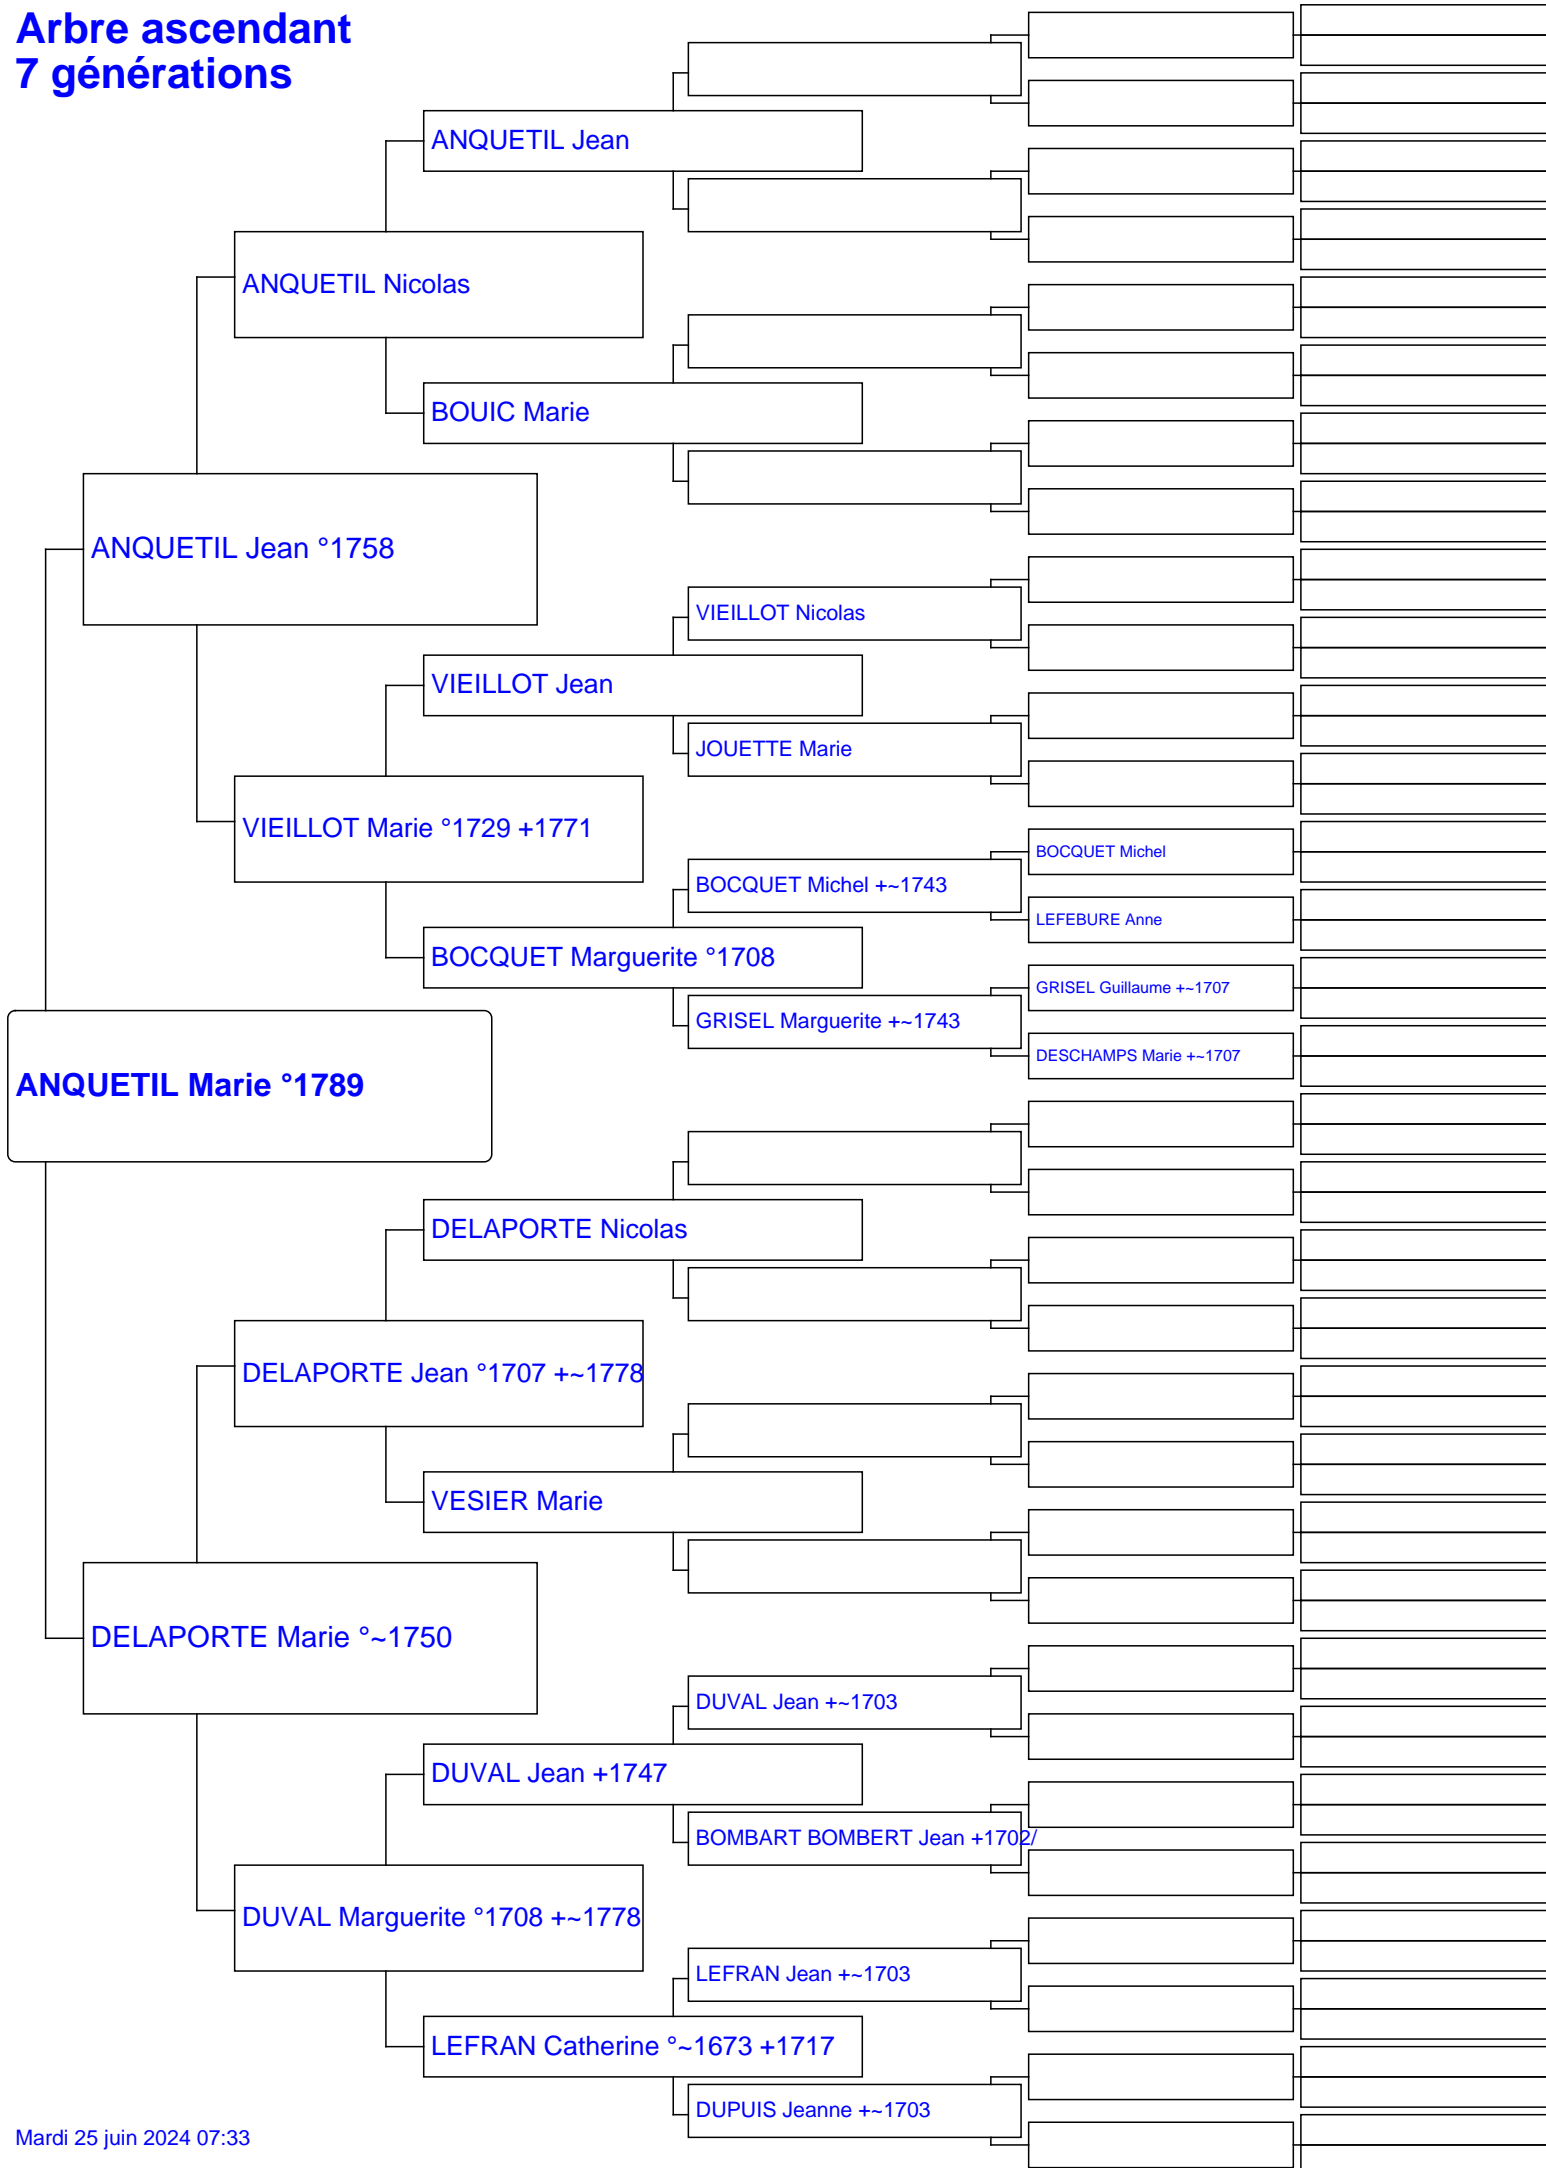 Arbre ascendant
7 générations
ANQUETIL Jean
ANQUETIL Nicolas
BOUIC Marie
ANQUETIL Jean °1758
VIEILLOT Nicolas
VIEILLOT Jean
JOUETTE Marie
VIEILLOT Marie °1729 +1771
BOCQUET Michel
BOCQUET Michel +~1743
LEFEBURE Anne
BOCQUET Marguerite °1708
GRISEL Guillaume +~1707
GRISEL Marguerite +~1743
DESCHAMPS Marie +~1707
ANQUETIL Marie °1789
DELAPORTE Nicolas
DELAPORTE Jean °1707 +~1778
VESIER Marie
DELAPORTE Marie °~1750
DUVAL Jean +~1703
DUVAL Jean +1747
BOMBART BOMBERT Jean +1702/
DUVAL Marguerite °1708 +~1778
LEFRAN Jean +~1703
LEFRAN Catherine °~1673 +1717
DUPUIS Jeanne +~1703
Mardi 25 juin 2024 07:33